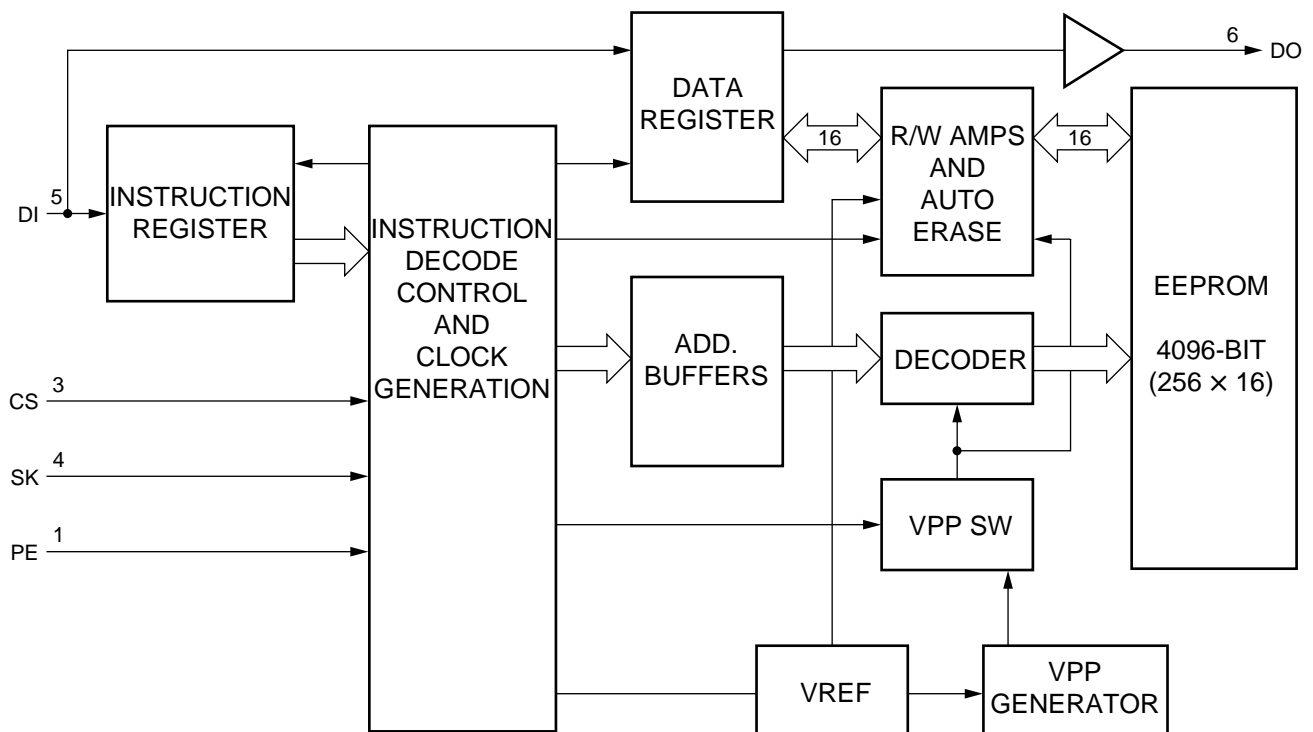 6
DO
DATA
REGISTER
16
R/W AMPS
AND
AUTO
ERASE
16
5
DI
INSTRUCTION
REGISTER
INSTRUCTION
DECODE
CONTROL
AND
CLOCK
GENERATION
EEPROM
4096-BIT
(256 × 16)
ADD.
BUFFERS
DECODER
3
CS
4
SK
1
PE
VPP SW
VREF
VPP
GENERATOR